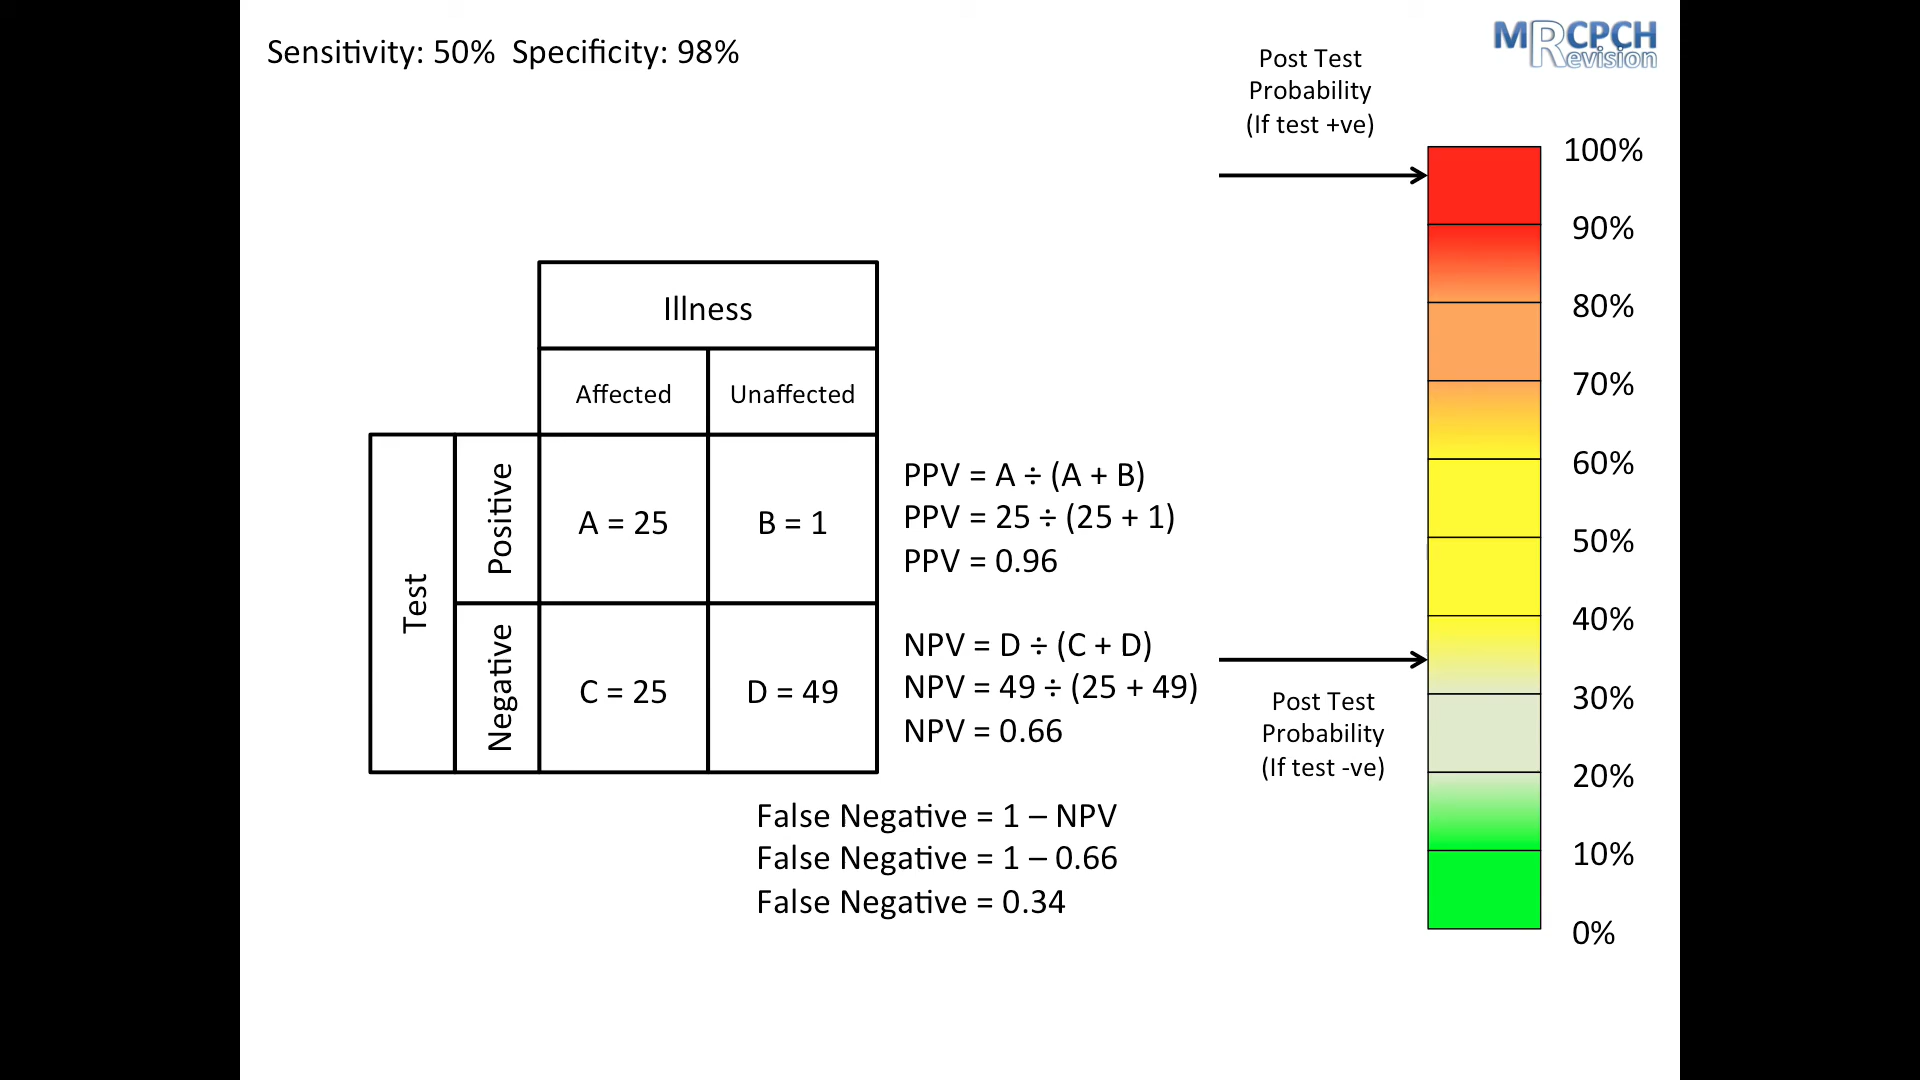 Sensitivity: 50%  Specificity: 98%
Post Test
Probability
(If test +ve)
MRCPCH
Revision
100%
90%
80%
70%
60%
50%
40%
30%
20%
10%
0%
Illness
Affected
Unaffected
Test
Positive
A = 25
B = 1
PPV = A ÷ (A + B)
PPV = 25 ÷ (25 + 1)
PPV = 0.96
Negative
C = 25
D = 49
NPV = D ÷ (C + D)
NPV = 49 ÷ (25 + 49)
NPV = 0.66
Post Test
Probability
(If test -ve)
False Negative = 1 – NPV
False Negative = 1 – 0.66
False Negative = 0.34